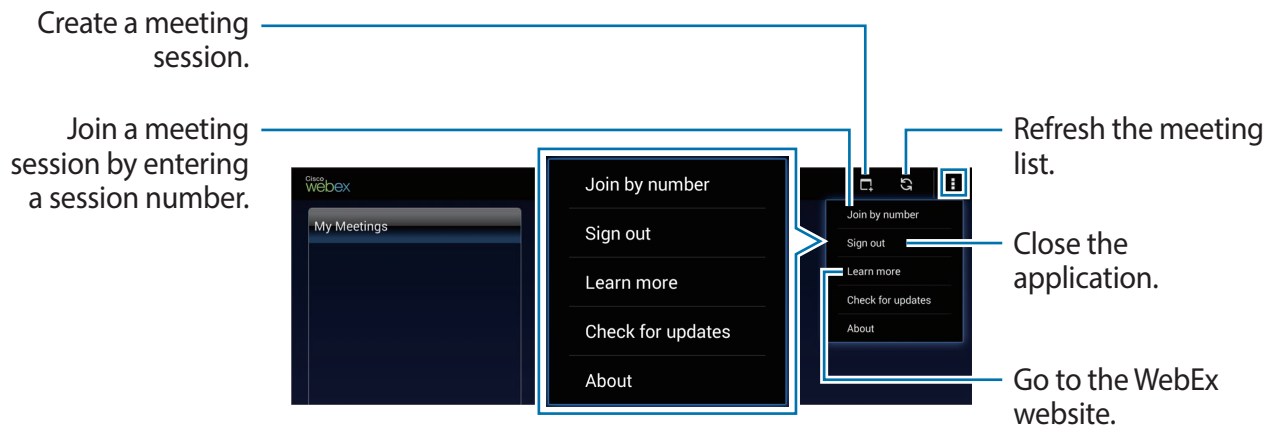 Create a meeting
session.
Join a meeting
session by entering
a session number.
Cisco
webex
My Meetings
Join by number
Sign out
Learn more
Check for updates
About
Join by number
Sign out
Learn more
Check for updates
About
Refresh the meeting
list.
Close the
application.
Go to the WebEx
website.